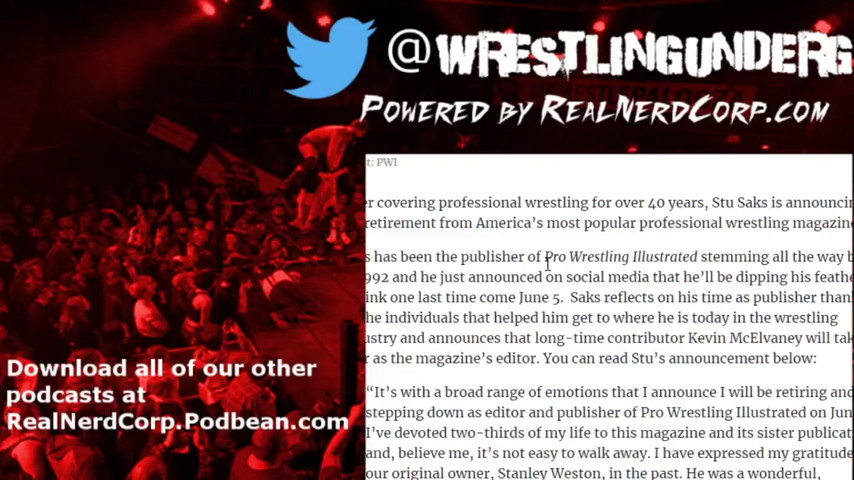 @WRESTLINGUNDERG
POWERED BY REALNERDCORP.COM
t: PWI
er covering professional wrestling for over 40 years, Stu Saks is announcin
retirement from America's most popular professional wrestling magazine
s has been the publisher of Pro Wrestling Illustrated stemming all the way b
992 and he just announced on social media that he'll be dipping his feathe
ink one last time come June 5. Saks reflects on his time as publisher than
he individuals that helped him get to where he is today in the wrestling
ustry and announces that long-time contributor Kevin McElvaney will tak
r as the magazine's editor. You can read Stu's announcement below:
"It's with a broad range of emotions that I announce I will be retiring and
stepping down as editor and publisher of Pro Wrestling Illustrated on Jun
I've devoted two-thirds of my life to this magazine and its sister publicat
and, believe me, it's not easy to walk away. I have expressed my gratitude
our original owner, Stanley Weston, in the past. He was a wonderful,
Download all of our other
podcasts at
RealNerdCorp.Podbean.com